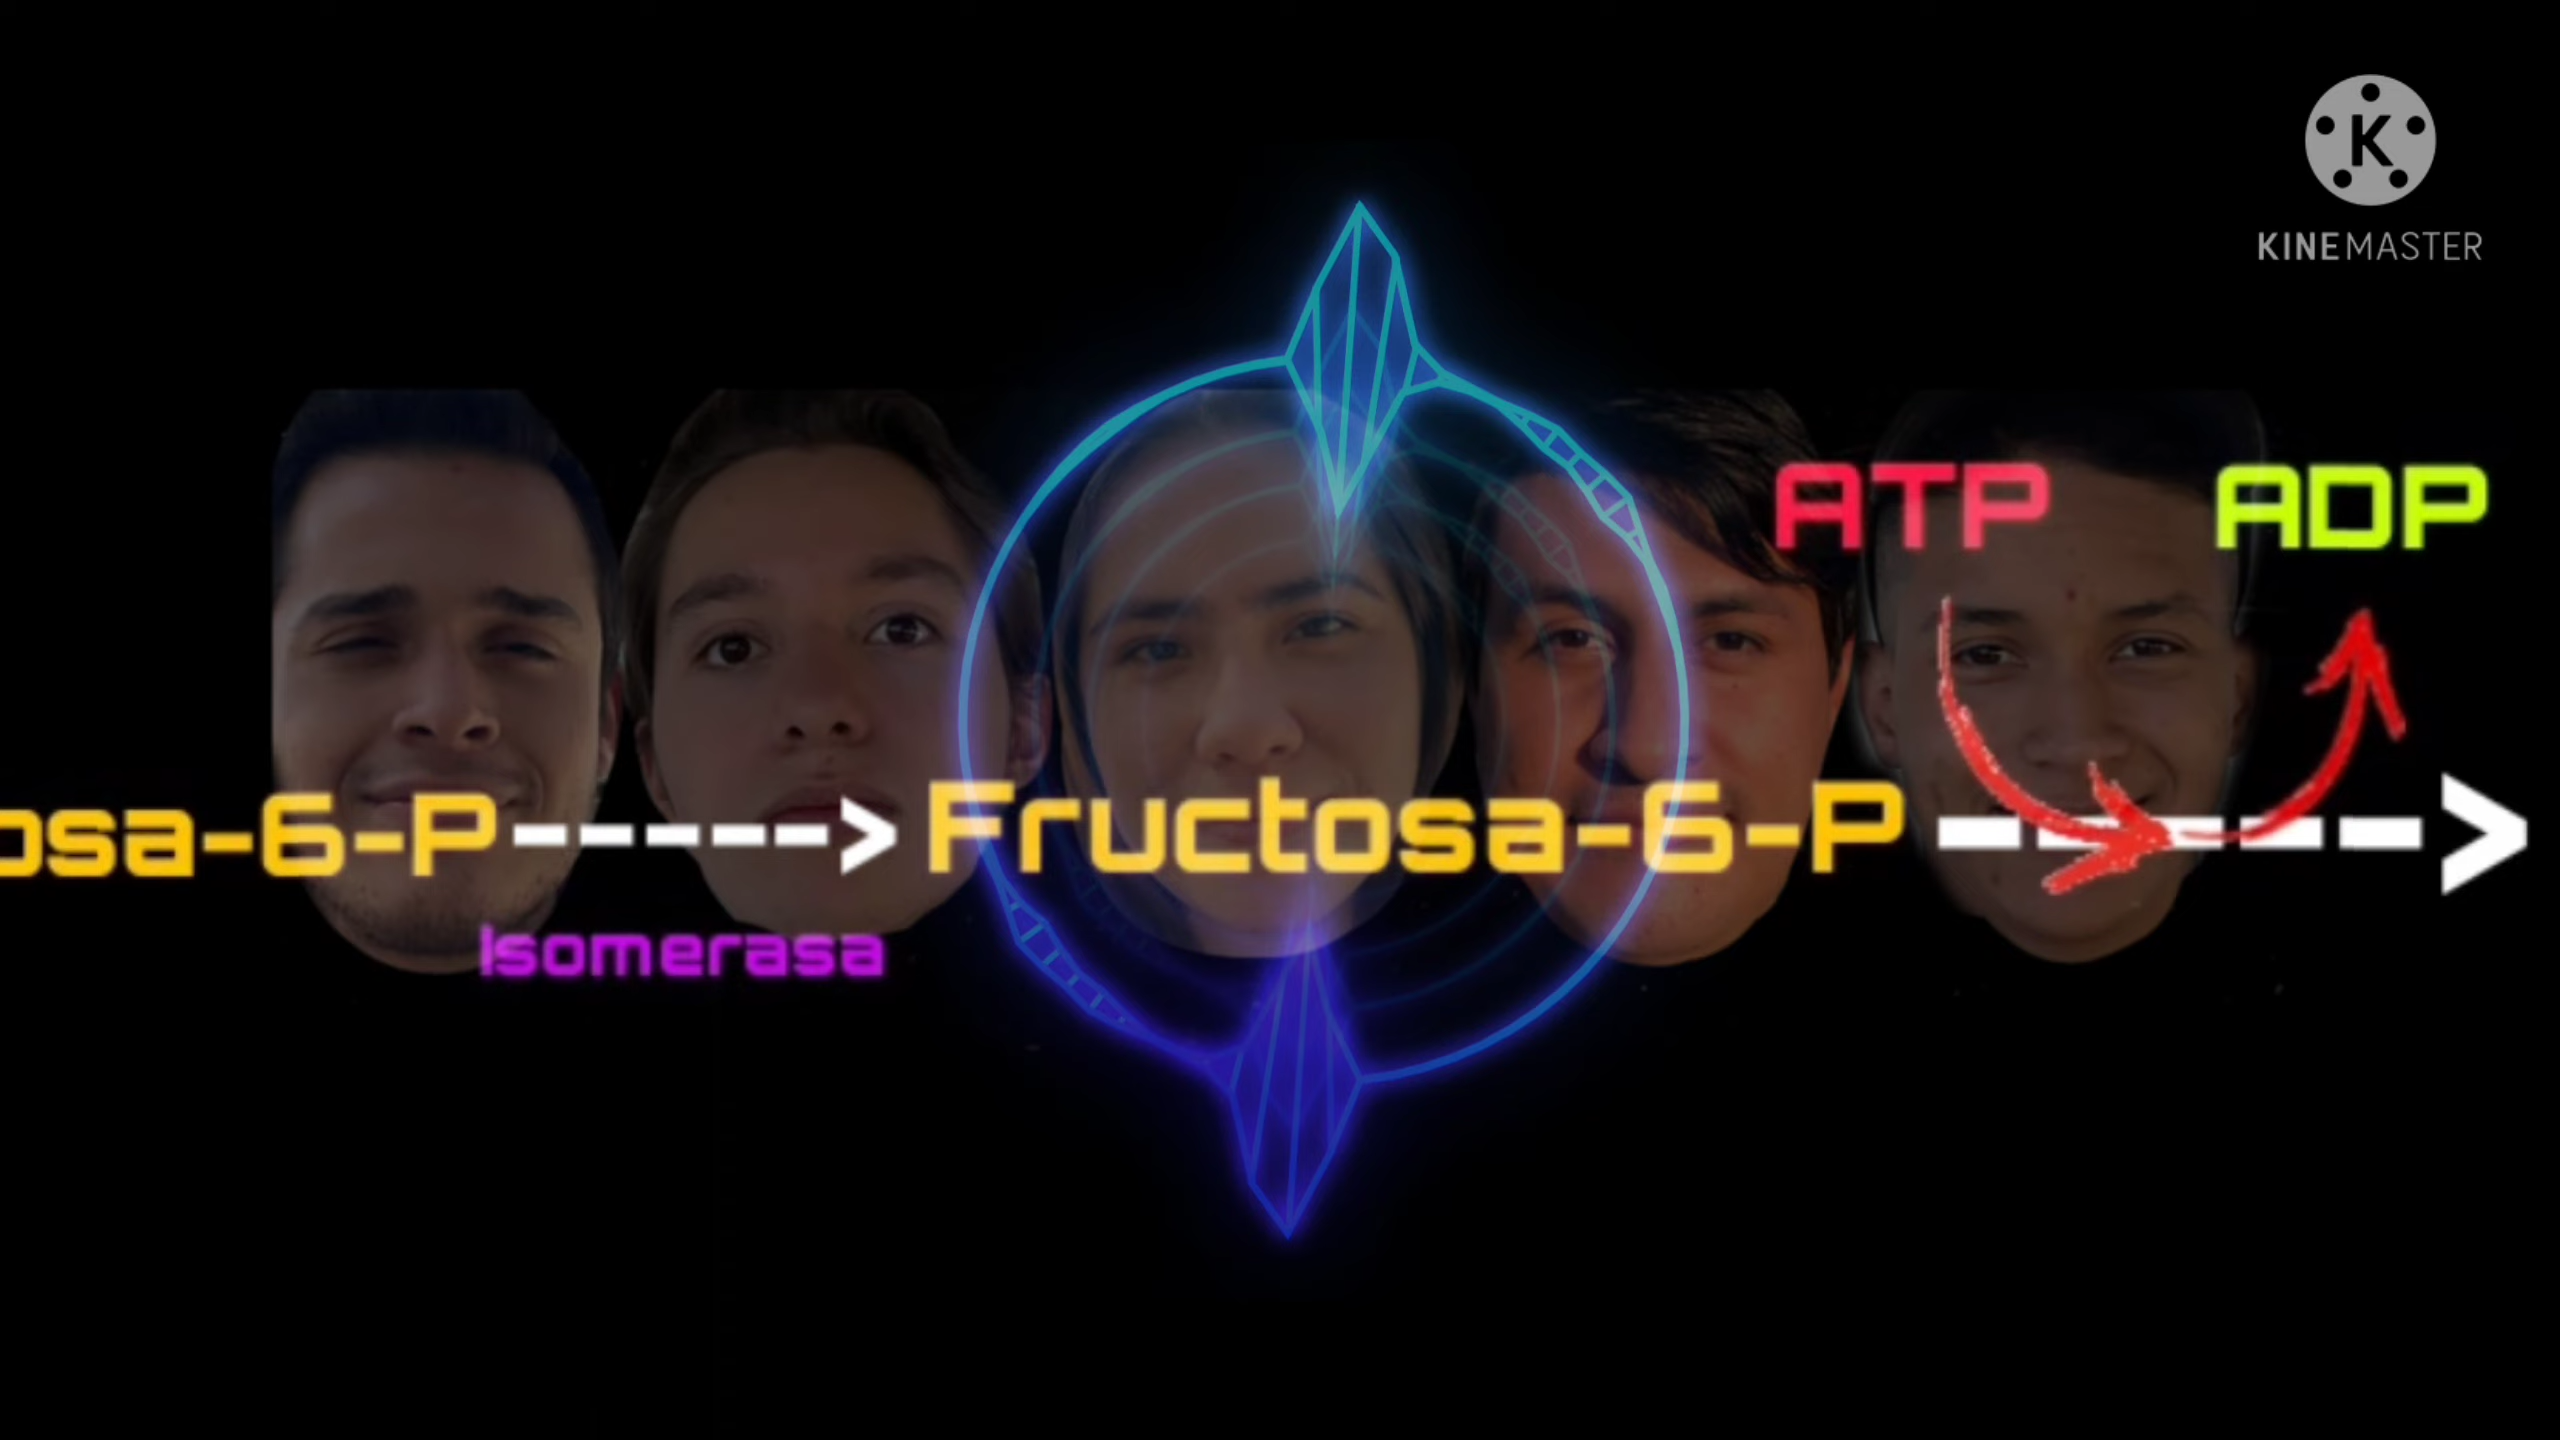 K
KINEMASTER
ATP ADP
osa-6-P-----> Fructosa-6-P ----->
Isomerasa